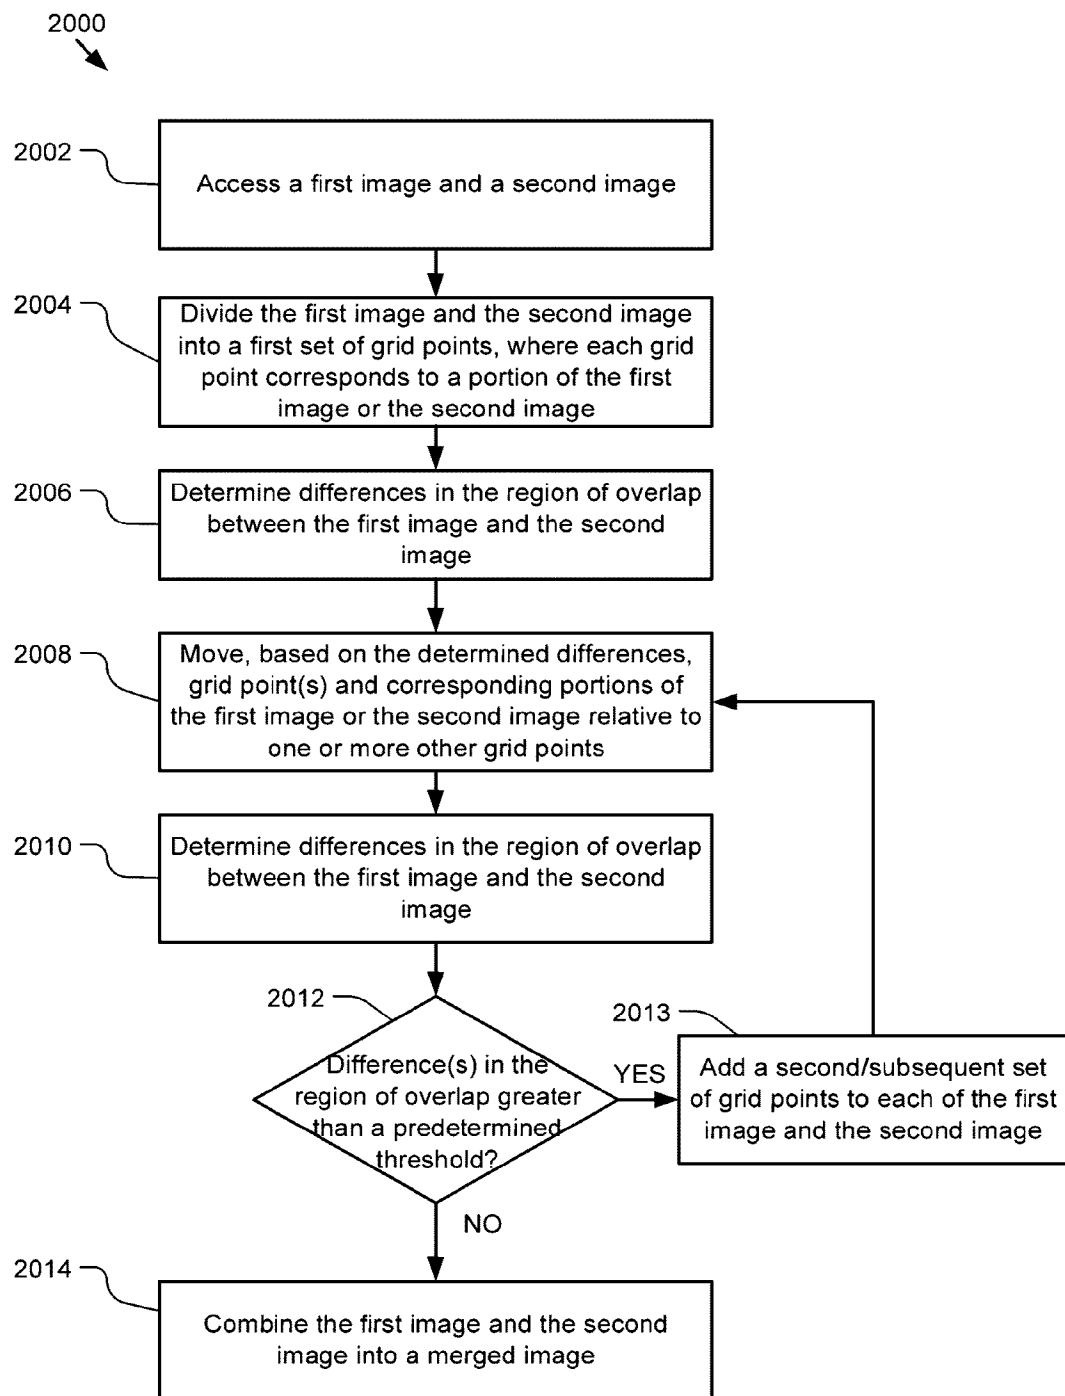 2000
2002
Access a first image and a second image
2004
Divide the first image and the second image
into a first set of grid points, where each grid
point corresponds to a portion of the first
image or the second image
2006
Determine differences in the region of overlap
between the first image and the second
image
2008
Move, based on the determined differences,
grid point(s) and corresponding portions of
the first image or the second image relative to
one or more other grid points
2010
Determine differences in the region of overlap
between the first image and the second
image
2012
Difference(s) in the
region of overlap greater
than a predetermined
threshold?
YES
2013
Add a second/subsequent set
of grid points to each of the first
image and the second image
NO
2014
Combine the first image and the second
image into a merged image